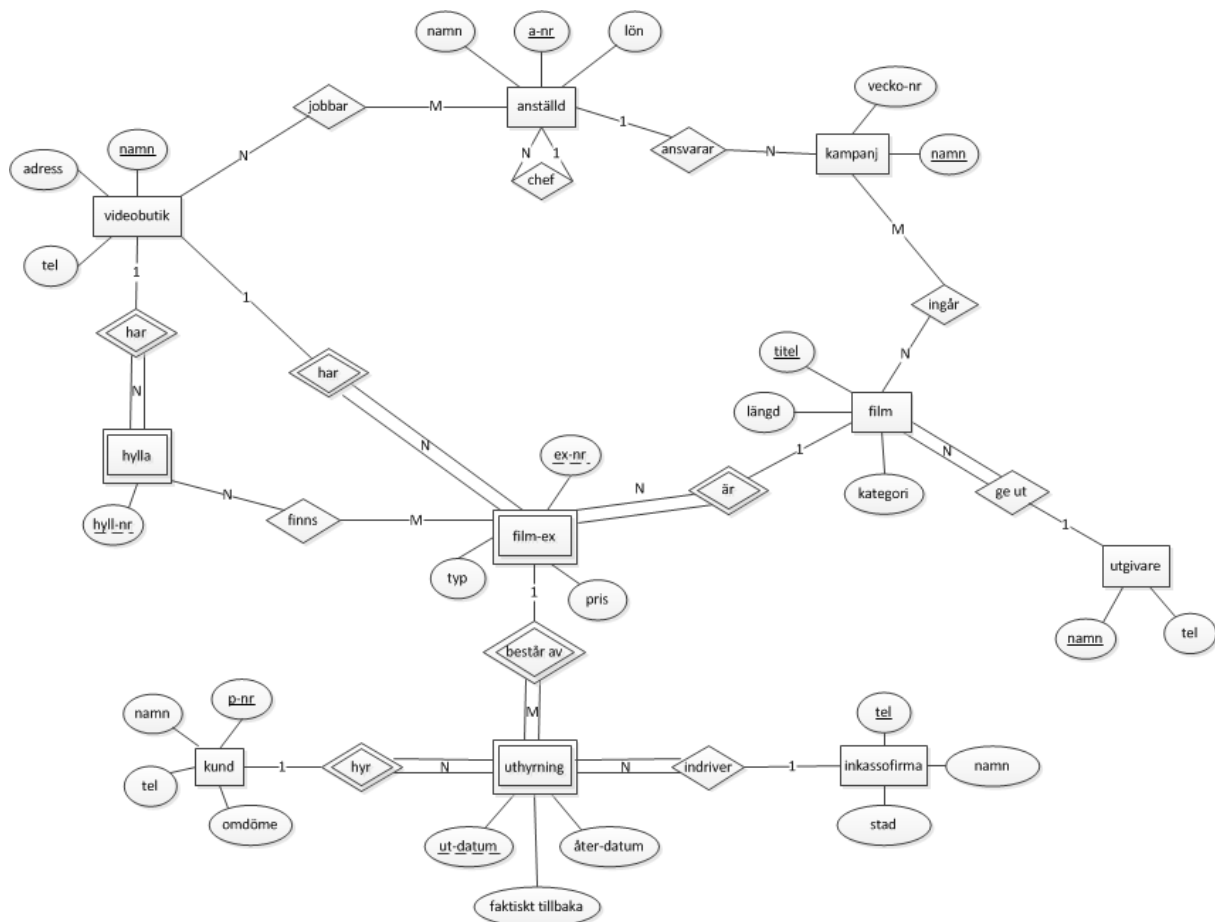 namn
a-nr
lön
vecko-nr
jobbar
M
anställd
1
ansvarar
N
kampanj
namn
N
1
chef
namn
adress
N
videobutik
tel
1
1
M
har
har
ingår
titel
N
N
längd
film
N
hylla
N
ex-nr
N
1
är
kategori
N
ge ut
hyll-nr
N
finns
M
film-ex
1
typ
pris
utgivare
1
består av
namn
tel
M
namn
p-nr
tel
kund
1
hyr
N
uthyrning
N
indriver
1
inkassofirma
tel
namn
omdöme
stad
ut-datum
åter-datum
faktiskt tillbaka